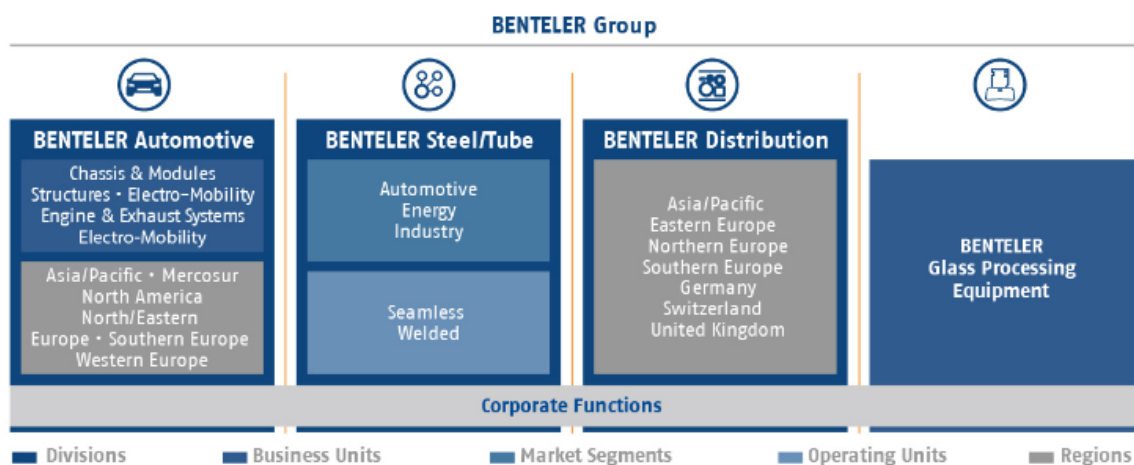 BENTELER Group
BENTELER Automotive
Chassis & Modules
Structures • Electro-Mobility
Engine & Exhaust Systems
Electro-Mobility
Asia/Pacific • Mercosur
North America
North/Eastern
Europe • Southern Europe
Western Europe
BENTELER Steel/Tube
Automotive
Energy
Industry
Seamless
Welded
BENTELER Distribution
Asia/Pacific
Eastern Europe
Northern Europe
Southern Europe
Germany
Switzerland
United Kingdom
BENTELER
Glass Processing
Equipment
Corporate Functions
Divisions
Business Units
Market Segments
Operating Units
Regions